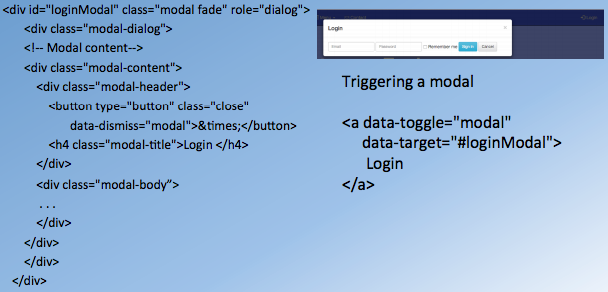 <div id="loginModal" class="modal fade" role="dialog">
<div class="modal-dialog">
<!-- Modal content-->
<div class="modal-content">
<div class="modal-header">
<button type="button" class="close"
data-dismiss="modal">&times;</button>
<h4 class="modal-title">Login </h4>
</div>
<div class="modal-body”>
. . .
</div>
</div>
</div>
</div>
Login
×
Email Password Remember me Sign in Cancel
Triggering a modal
<a data-toggle="modal"
data-target="#loginModal">
Login
</a>